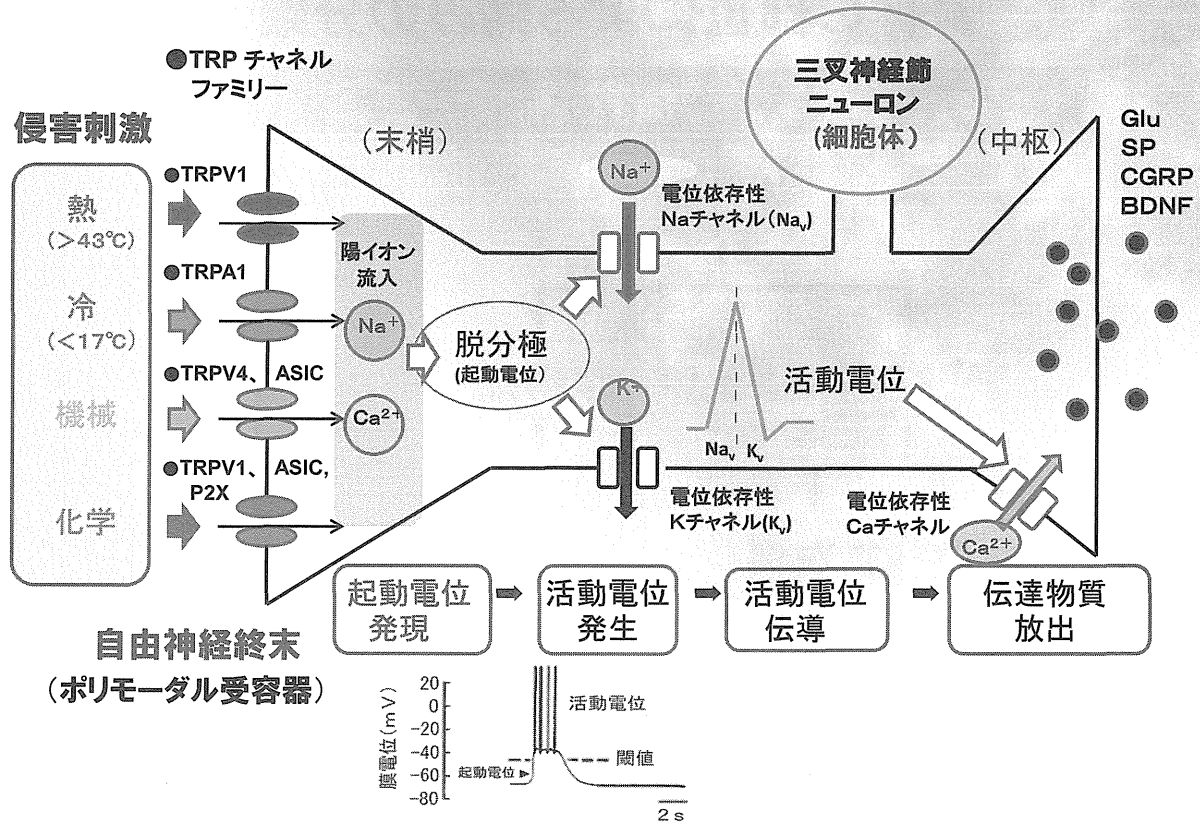 ●TRP チャネル
ファミリー
侵害刺激
熱
(>43℃)
冷
(<17℃)
機械
化学
●TRPV1
●TRPA1
●TRPV4、ASIC
●TRPV1、ASIC,
P2X
(末梢)
陽イオン
流入
Na⁺
Ca²⁺
脱分極
(起動電位)
Na⁺
電位依存性
Naチャネル(Naᵥ)
K⁺
電位依存性
Kチャネル(Kᵥ)
三叉神経節
ニューロン
(細胞体)
(中枢)
Glu
SP
CGRP
BDNF
活動電位
Naᵥ Kᵥ
電位依存性
Caチャネル
Ca²⁺
起動電位
発現
活動電位
発生
活動電位
伝導
伝達物質
放出
自由神経終末
(ポリモーダル受容器)
膜電位(mV)
20
0
-20
-40
-60
-80
活動電位
閾値
起動電位
2 s